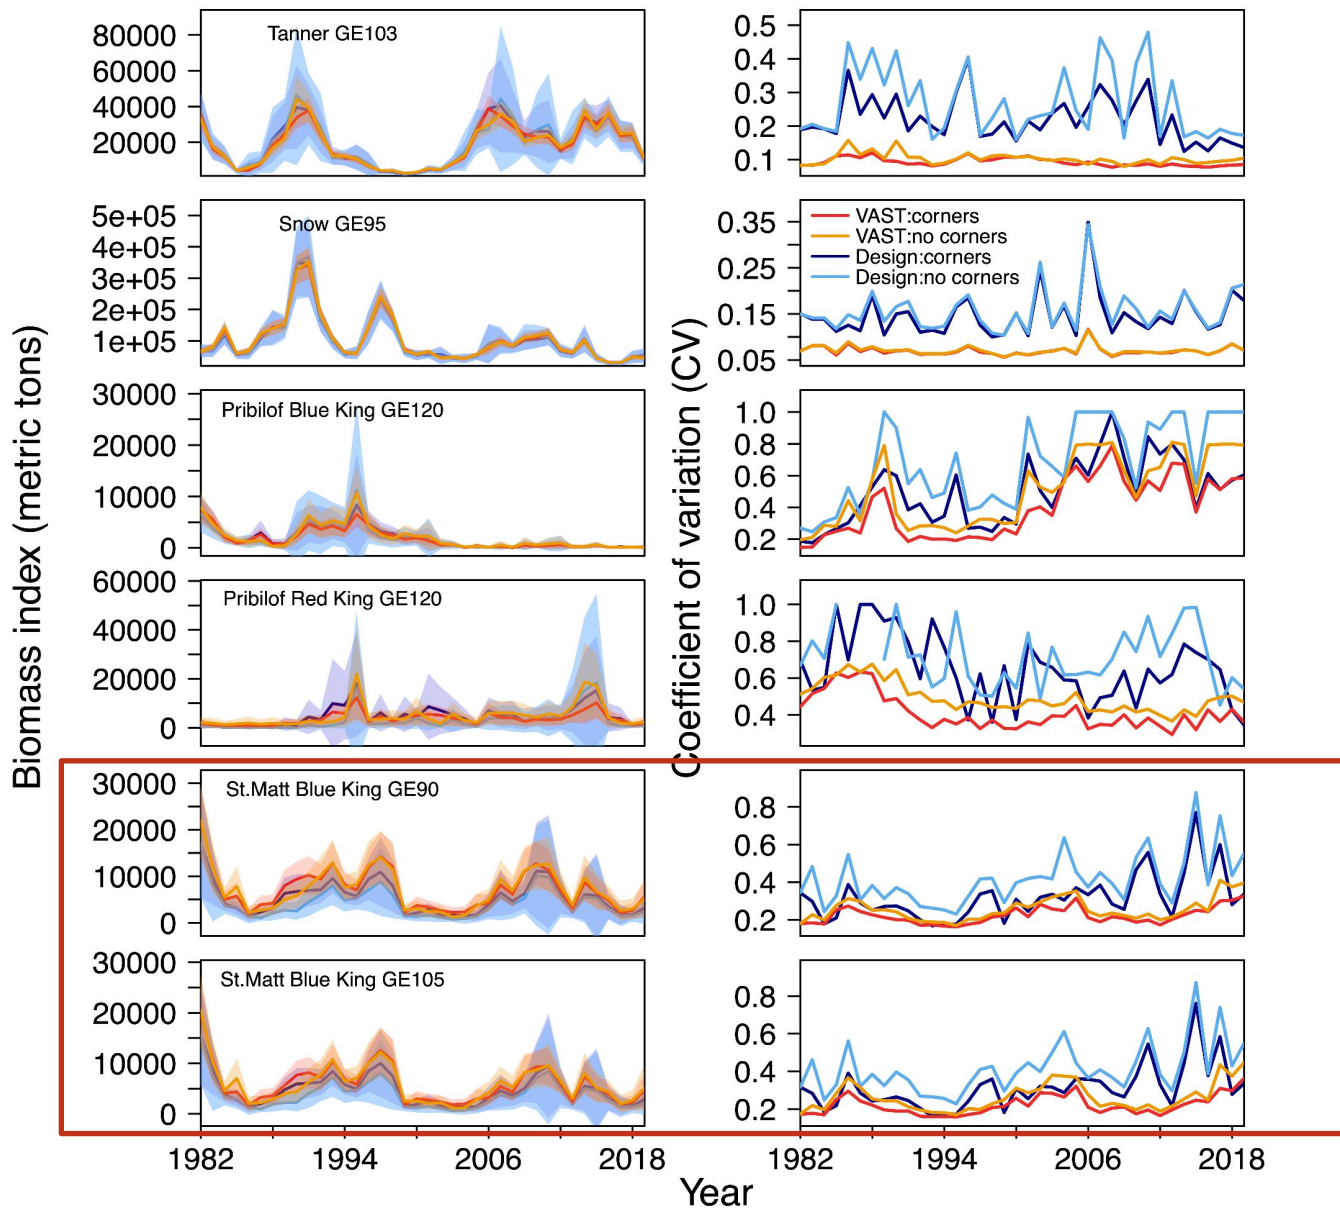 Biomass index (metric tons)
80000
60000
40000
20000
Tanner GE103
0.5
0.4
0.3
0.2
0.1
5e+05
4e+05
3e+05
2e+05
1e+05
Snow GE95
0.35
0.25
0.15
0.05
VAST:corners
VAST:no corners
Design:corners
Design:no corners
30000
20000
10000
0
Pribilof Blue King GE120
Coefficient of variation (CV)
1.0
0.8
0.6
0.4
0.2
60000
40000
20000
0
Pribilof Red King GE120
1.0
0.8
0.6
0.4
30000
20000
10000
0
St.Matt Blue King GE90
0.8
0.6
0.4
0.2
30000
20000
10000
0
St.Matt Blue King GE105
0.8
0.6
0.4
0.2
1982 1994 2006 2018
1982 1994 2006 2018
Year